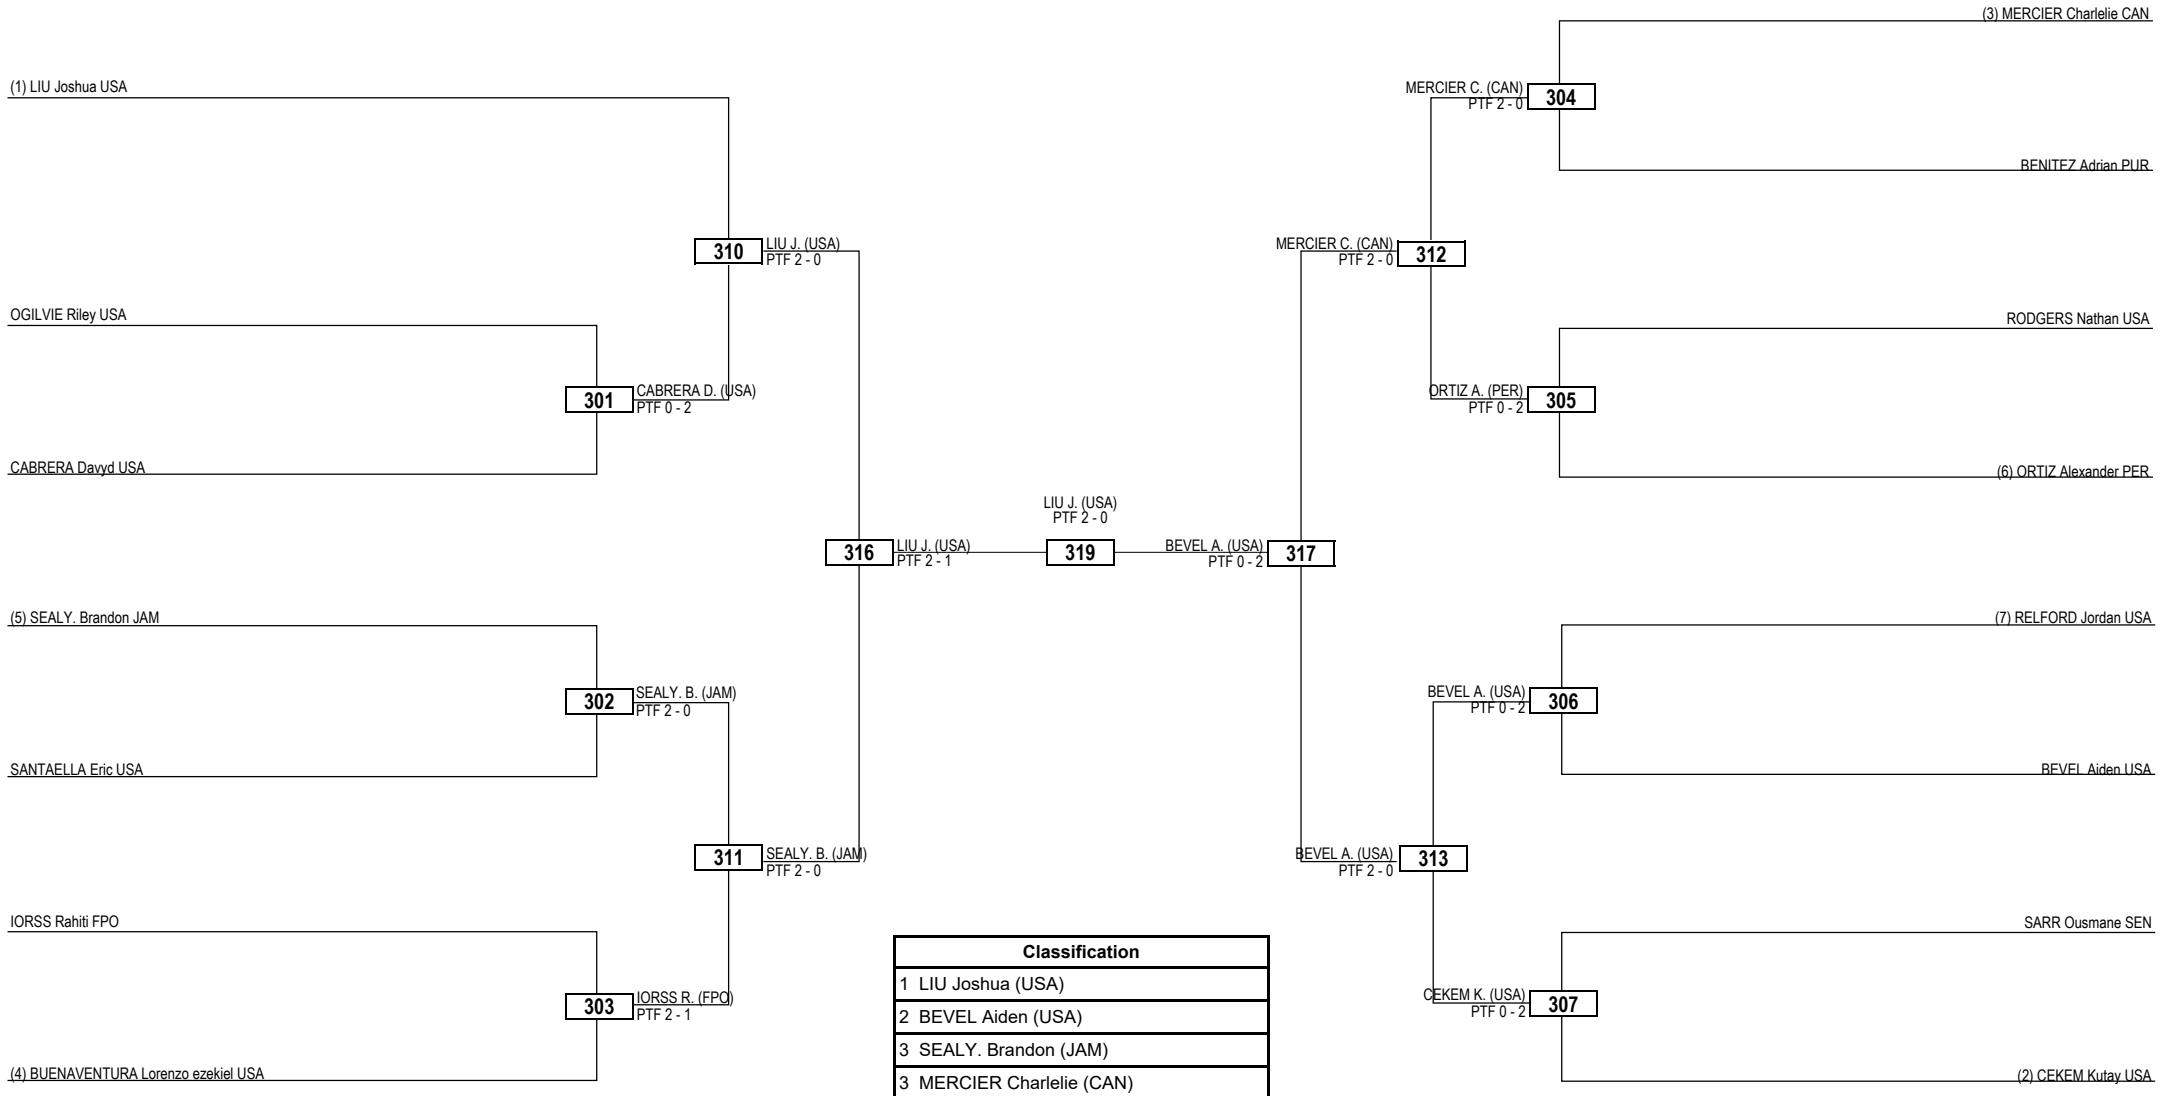 (3) MERCIER Charlelie CAN
(1) LIU Joshua USA
MERCIER C. (CAN)
PTF 2 - 0
304
BENITEZ Adrian PUR
310
LIU J. (USA)
PTF 2 - 0
MERCIER C. (CAN)
PTF 2 - 0
312
OGILVIE Riley USA
RODGERS Nathan USA
301
CABRERA D. (USA)
PTF 0 - 2
ORTIZ A. (PER)
PTF 0 - 2
305
CABRERA Davyd USA
(6) ORTIZ Alexander PER
LIU J. (USA)
PTF 2 - 0
316
LIU J. (USA)
PTF 2 - 1
319
BEVEL A. (USA)
PTF 0 - 2
317
(5) SEALY. Brandon JAM
(7) RELFORD Jordan USA
302
SEALY. B. (JAM)
PTF 2 - 0
BEVEL A. (USA)
PTF 0 - 2
306
SANTAELLA Eric USA
BEVEL Aiden USA
311
SEALY. B. (JAM)
PTF 2 - 0
BEVEL A. (USA)
PTF 2 - 0
313
IORSS Rahiti FPO
SARR Ousmane SEN
303
IORSS R. (FPO)
PTF 2 - 1
CEKEM K. (USA)
PTF 0 - 2
307
(4) BUENAVENTURA Lorenzo ezekiel USA
(2) CEKEM Kutay USA
Classification
1 LIU Joshua (USA)
2 BEVEL Aiden (USA)
3 SEALY. Brandon (JAM)
3 MERCIER Charlelie (CAN)